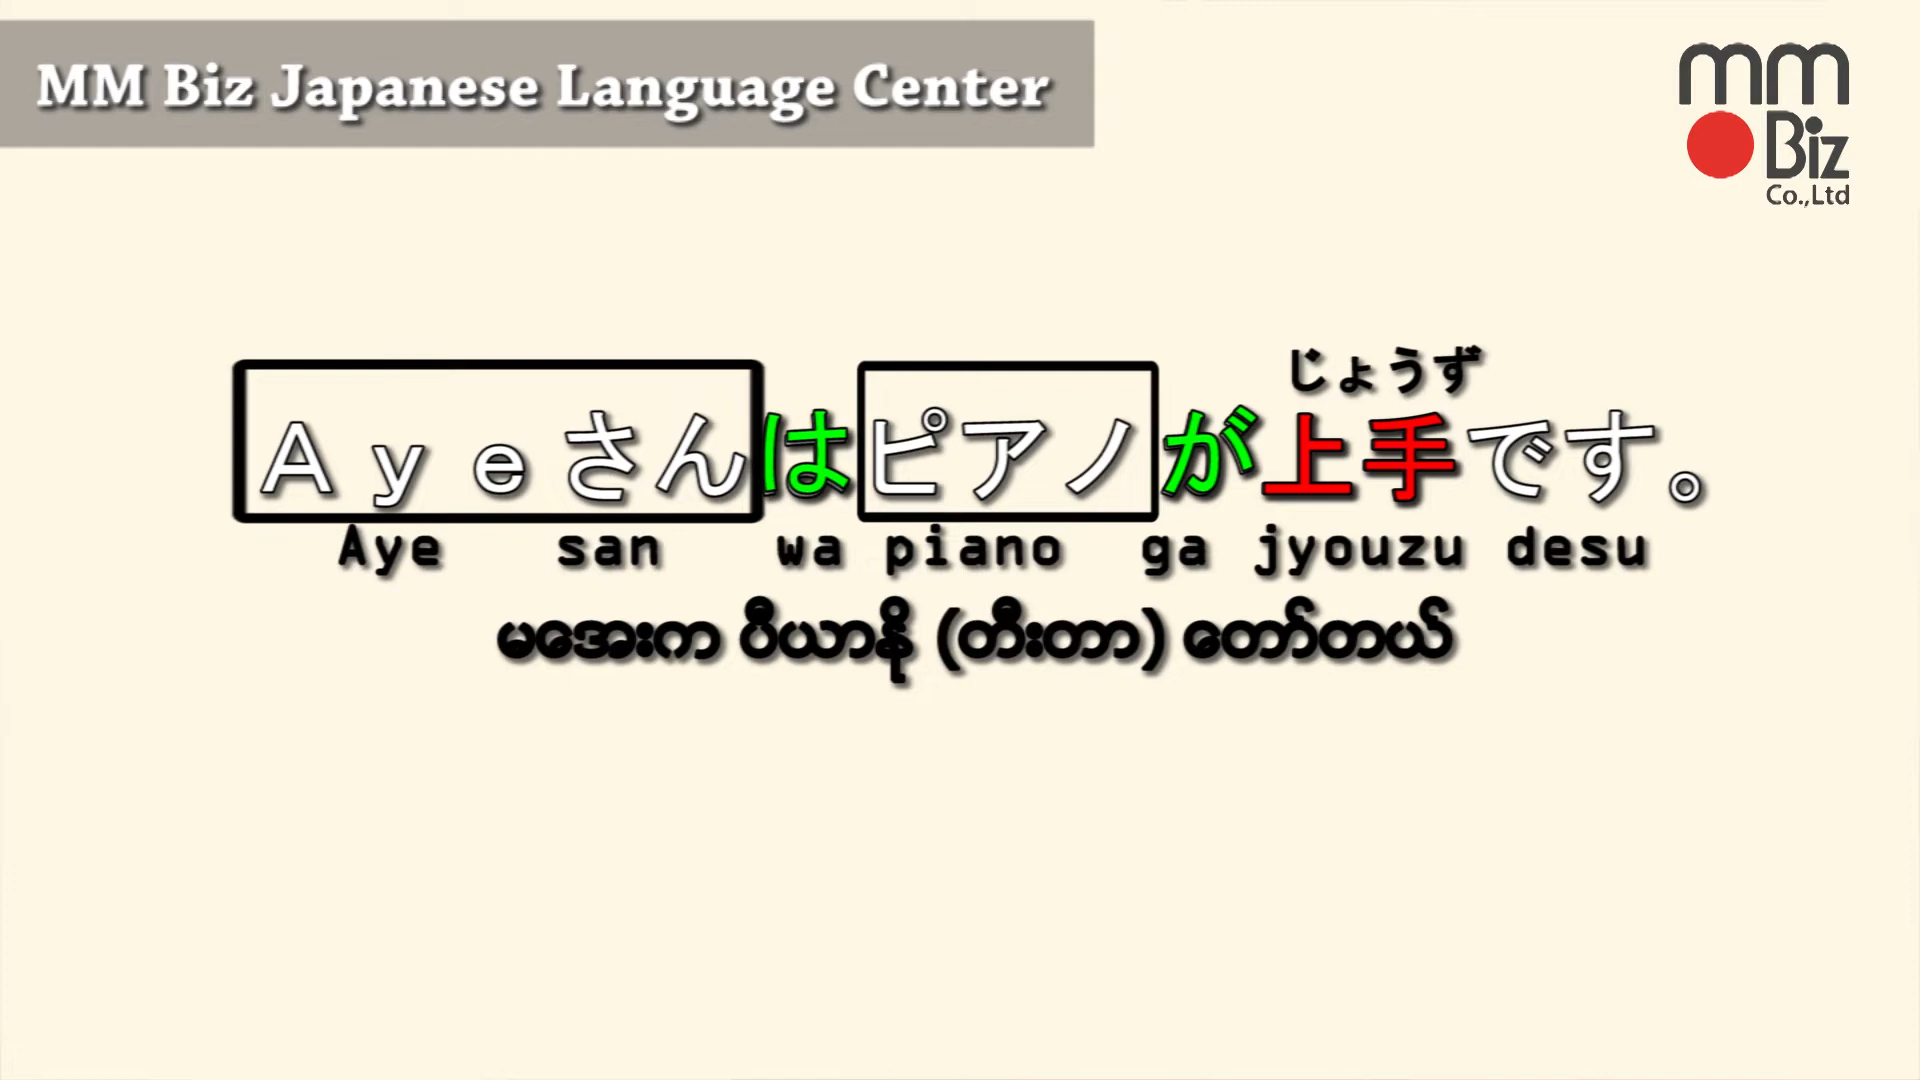 MM Biz Japanese Language Center
mm
Biz
Co.,Ltd
じょうず
Ａｙｅさんはピアノが上手です。
Aye san wa piano ga jyouzu desu
မအေးက ပီယာနို (တီးတာ) တော်တယ်